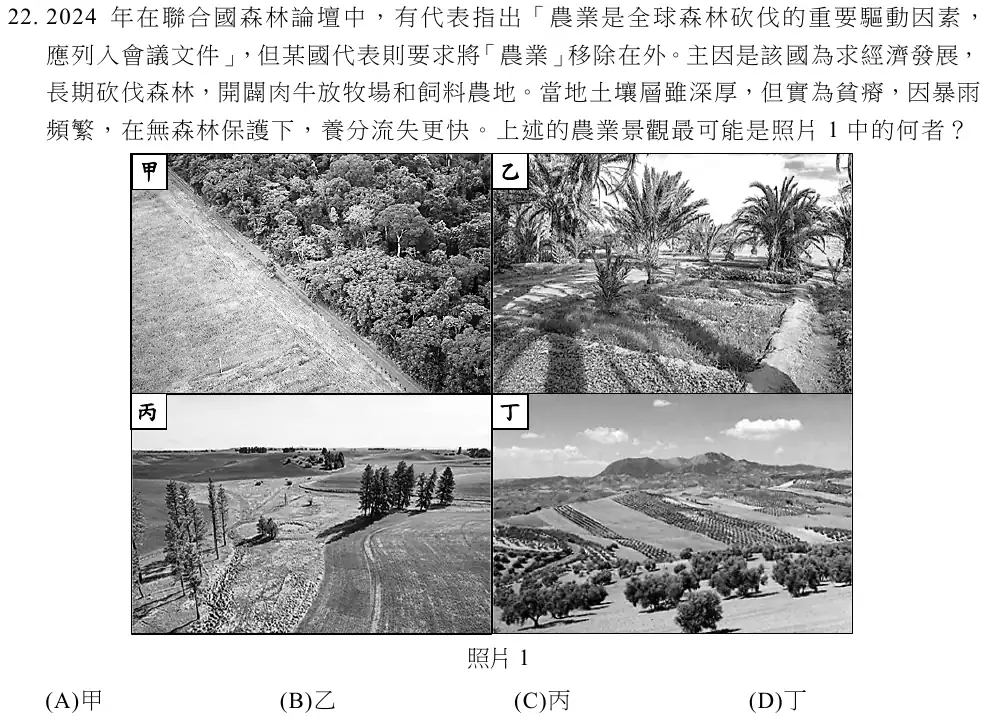 22. 2024 年在聯合國森林論壇中，有代表指出「農業是全球森林砍伐的重要驅動因素，
應列入會議文件」，但某國代表則要求將「農業」移除在外。主因是該國為求經濟發展，
長期砍伐森林，開闢肉牛放牧場和飼料農地。當地土壤層雖深厚，但實為貧瘠，因暴雨
頻繁，在無森林保護下，養分流失更快。上述的農業景觀最可能是照片 1 中的何者？
甲
乙
丙
丁
照片 1
(A)甲 (B)乙 (C)丙 (D)丁